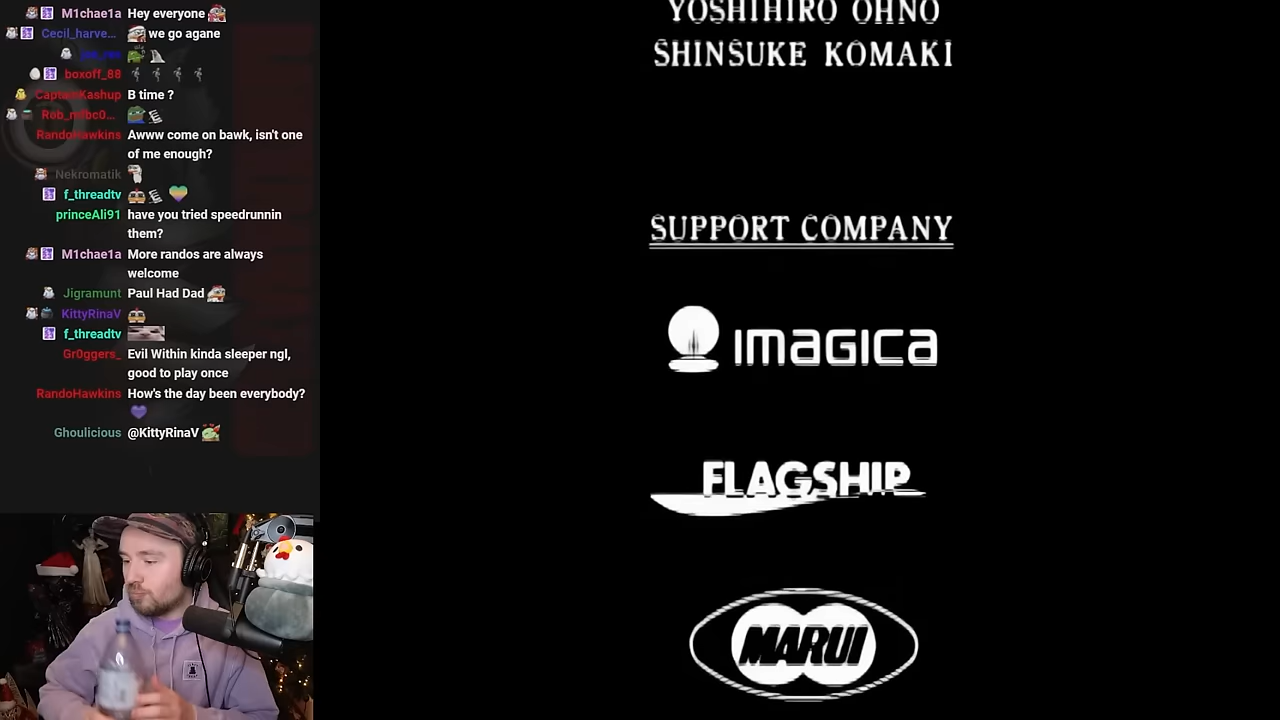 M1chae1a Hey everyone
Cecil_harve... we go agane
boxoff_88
CaptainKashup B time ?
RandoHawkins Awww come on bawk, isn't one
of me enough?
Nekromatik
f_threadtv
princeAli91 have you tried speedrunnin
them?
M1chae1a More randos are always
welcome
Jigramunt Paul Had Dad
KittyRinaV
f_threadtv
Gr0ggers_ Evil Within kinda sleeper ngl,
good to play once
RandoHawkins How's the day been everybody?
Ghoulicious @KittyRinaV
YOSHIHIRO OHNO
SHINSUKE KOMAKI
SUPPORT COMPANY
IMAGICA
FLAGSHIP
MARUI